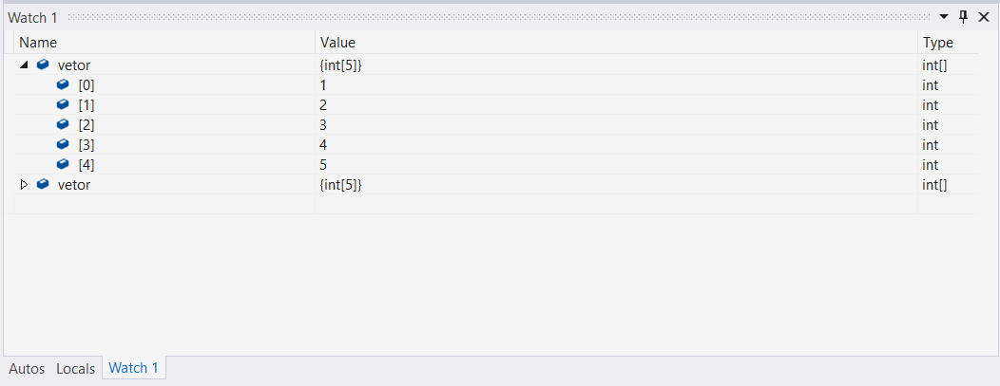 Watch 1
Name Value Type
vetor {int[5]} int[]
[0] 1 int
[1] 2 int
[2] 3 int
[3] 4 int
[4] 5 int
vetor {int[5]} int[]
Autos Locals Watch 1